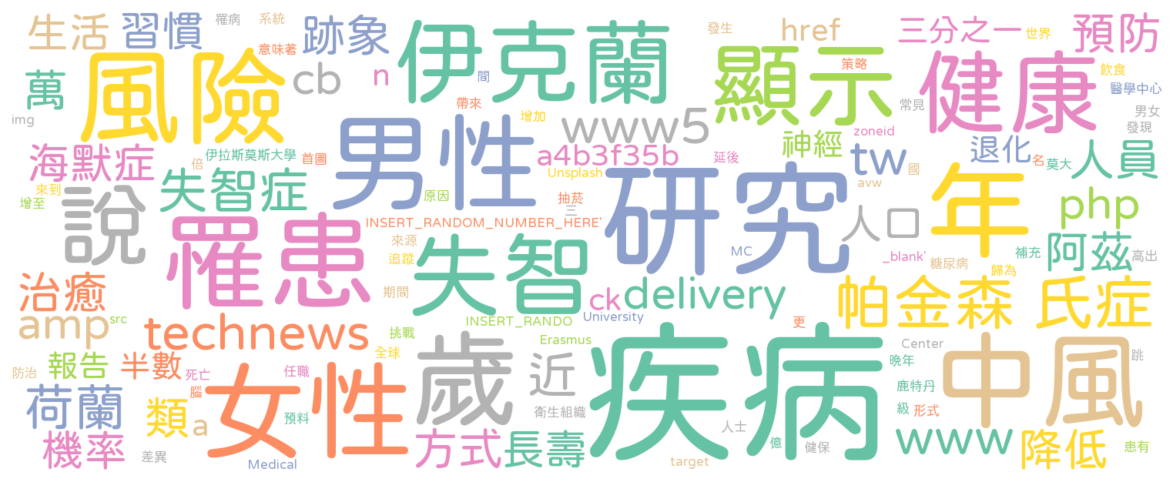 生活
習慣
罹病
系統
跡象
伊克蘭
發生
href
三分之一
世界
預防
意味著
風險
cb
n
間
顯示
策略
健康
飲食
醫學中心
萬
img
帶來
增加
www5
常見
男女
發現
海默症
伊拉斯莫斯大學
首圖
倍
男性
a4b3f35b
Unsplash
延後
神經
zoneid
tw
退化
名
莫大
人員
來到
增至
失智症
原因
抽菸
三
研究
avw
國
年
php
說
罹患
INSERT_RANDOM_NUMBER_HERE'
來源
追蹤
失智
MC
人口
_blank'
糖尿病
歸為
補充
阿茲
高出
治癒
期間
ck
delivery
帕金森
氏症
amp
src
technews
挑戰
INSERT_RANDO
University
更
Erasmus
全球
疾病
Center
晚年
中風
跳
報告
半數
防治
死亡
任職
歲
近
腦
鹿特丹
荷蘭
類
a
預料
女性
衛生組織
級
形式
人士
億
健保
www
機率
差異
Medical
方式
長壽
target
降低
患有